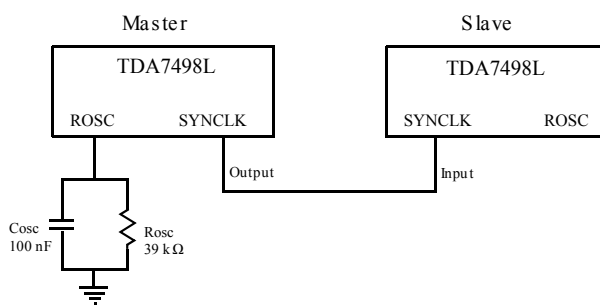 Master
Slave
TDA7498L
TDA7498L
ROSC
SYNCLK
SYNCLK
ROSC
Output
Input
Cosc
100 nF
Rosc
39 kΩ